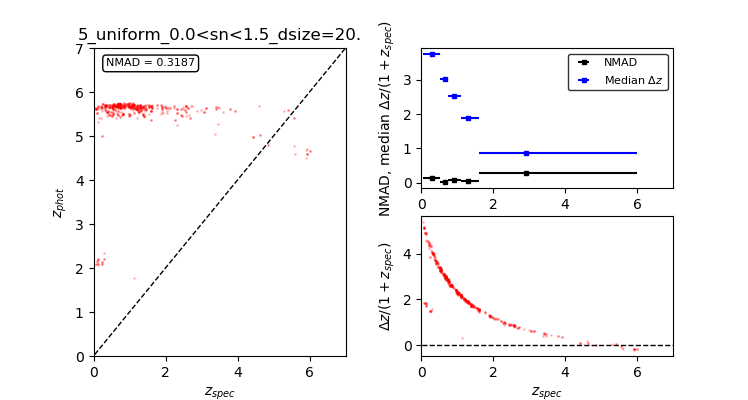 5_uniform_0.0<sn<1.5_dsize=20.
NMAD = 0.3187
z_phot
7
6
5
4
3
2
1
0
0 2 4 6
z_spec
NMAD, median Δz/(1 + z_spec)
NMAD
Median Δz
3
2
1
0
0 2 4 6
Δz/(1 + z_spec)
4
2
0
0 2 4 6
z_spec